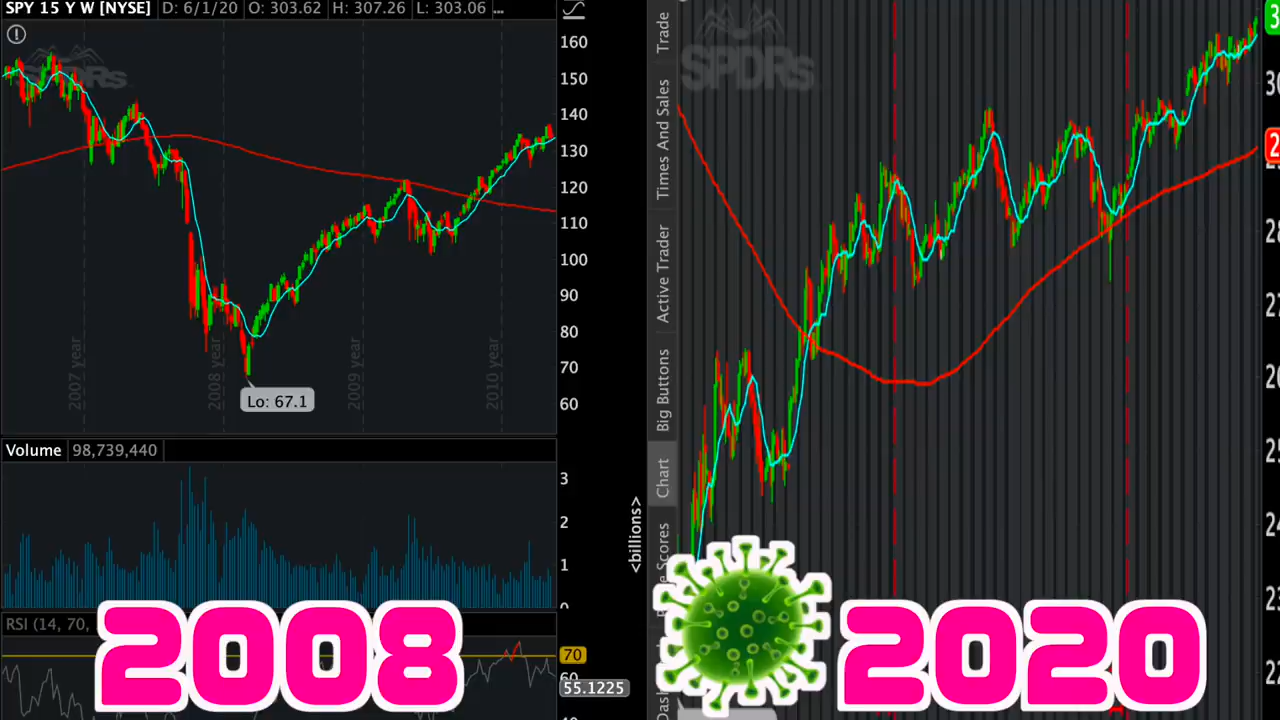 SPY 15 Y W [NYSE] D: 6/1/20 O: 303.62 H: 307.26 L: 303.06 ...
SPDRs
160
150
140
130
120
110
100
90
80
70
60
2007 year
2008 year
2009 year
2010 year
Lo: 67.1
Volume 98,739,440
3
2
1
<billions>
RSI (14, 70,
70
60
55.1225
2008
Trade
Times And Sales
Active Trader
Big Buttons
Chart
SPDRs
2020